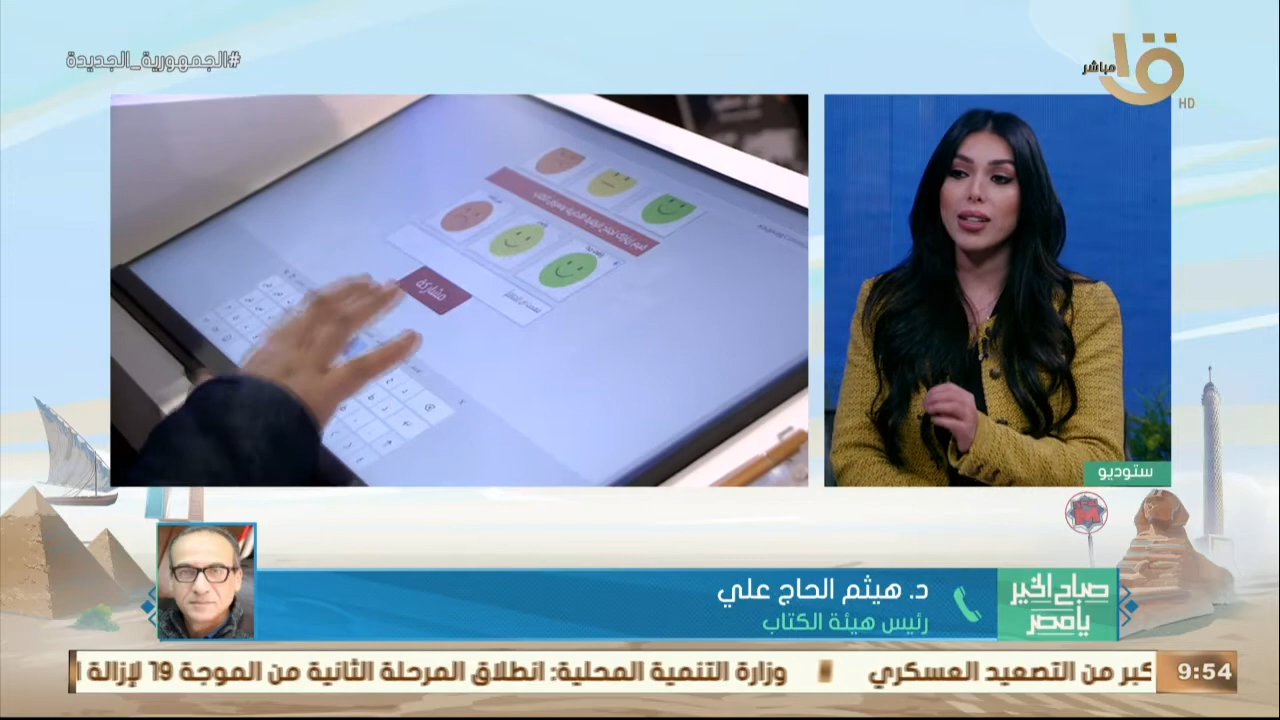 #الجمهورية_الجديدة
مباشر
HD
مشاركة
ستوديو
د. هيثم الحاج علي
رئيس هيئة الكتاب
صباح الخير
يا مصر
كبر من التصعيد العسكري
وزارة التنمية المحلية: انطلاق المرحلة الثانية من الموجة 19 لإزالة ا
9:54